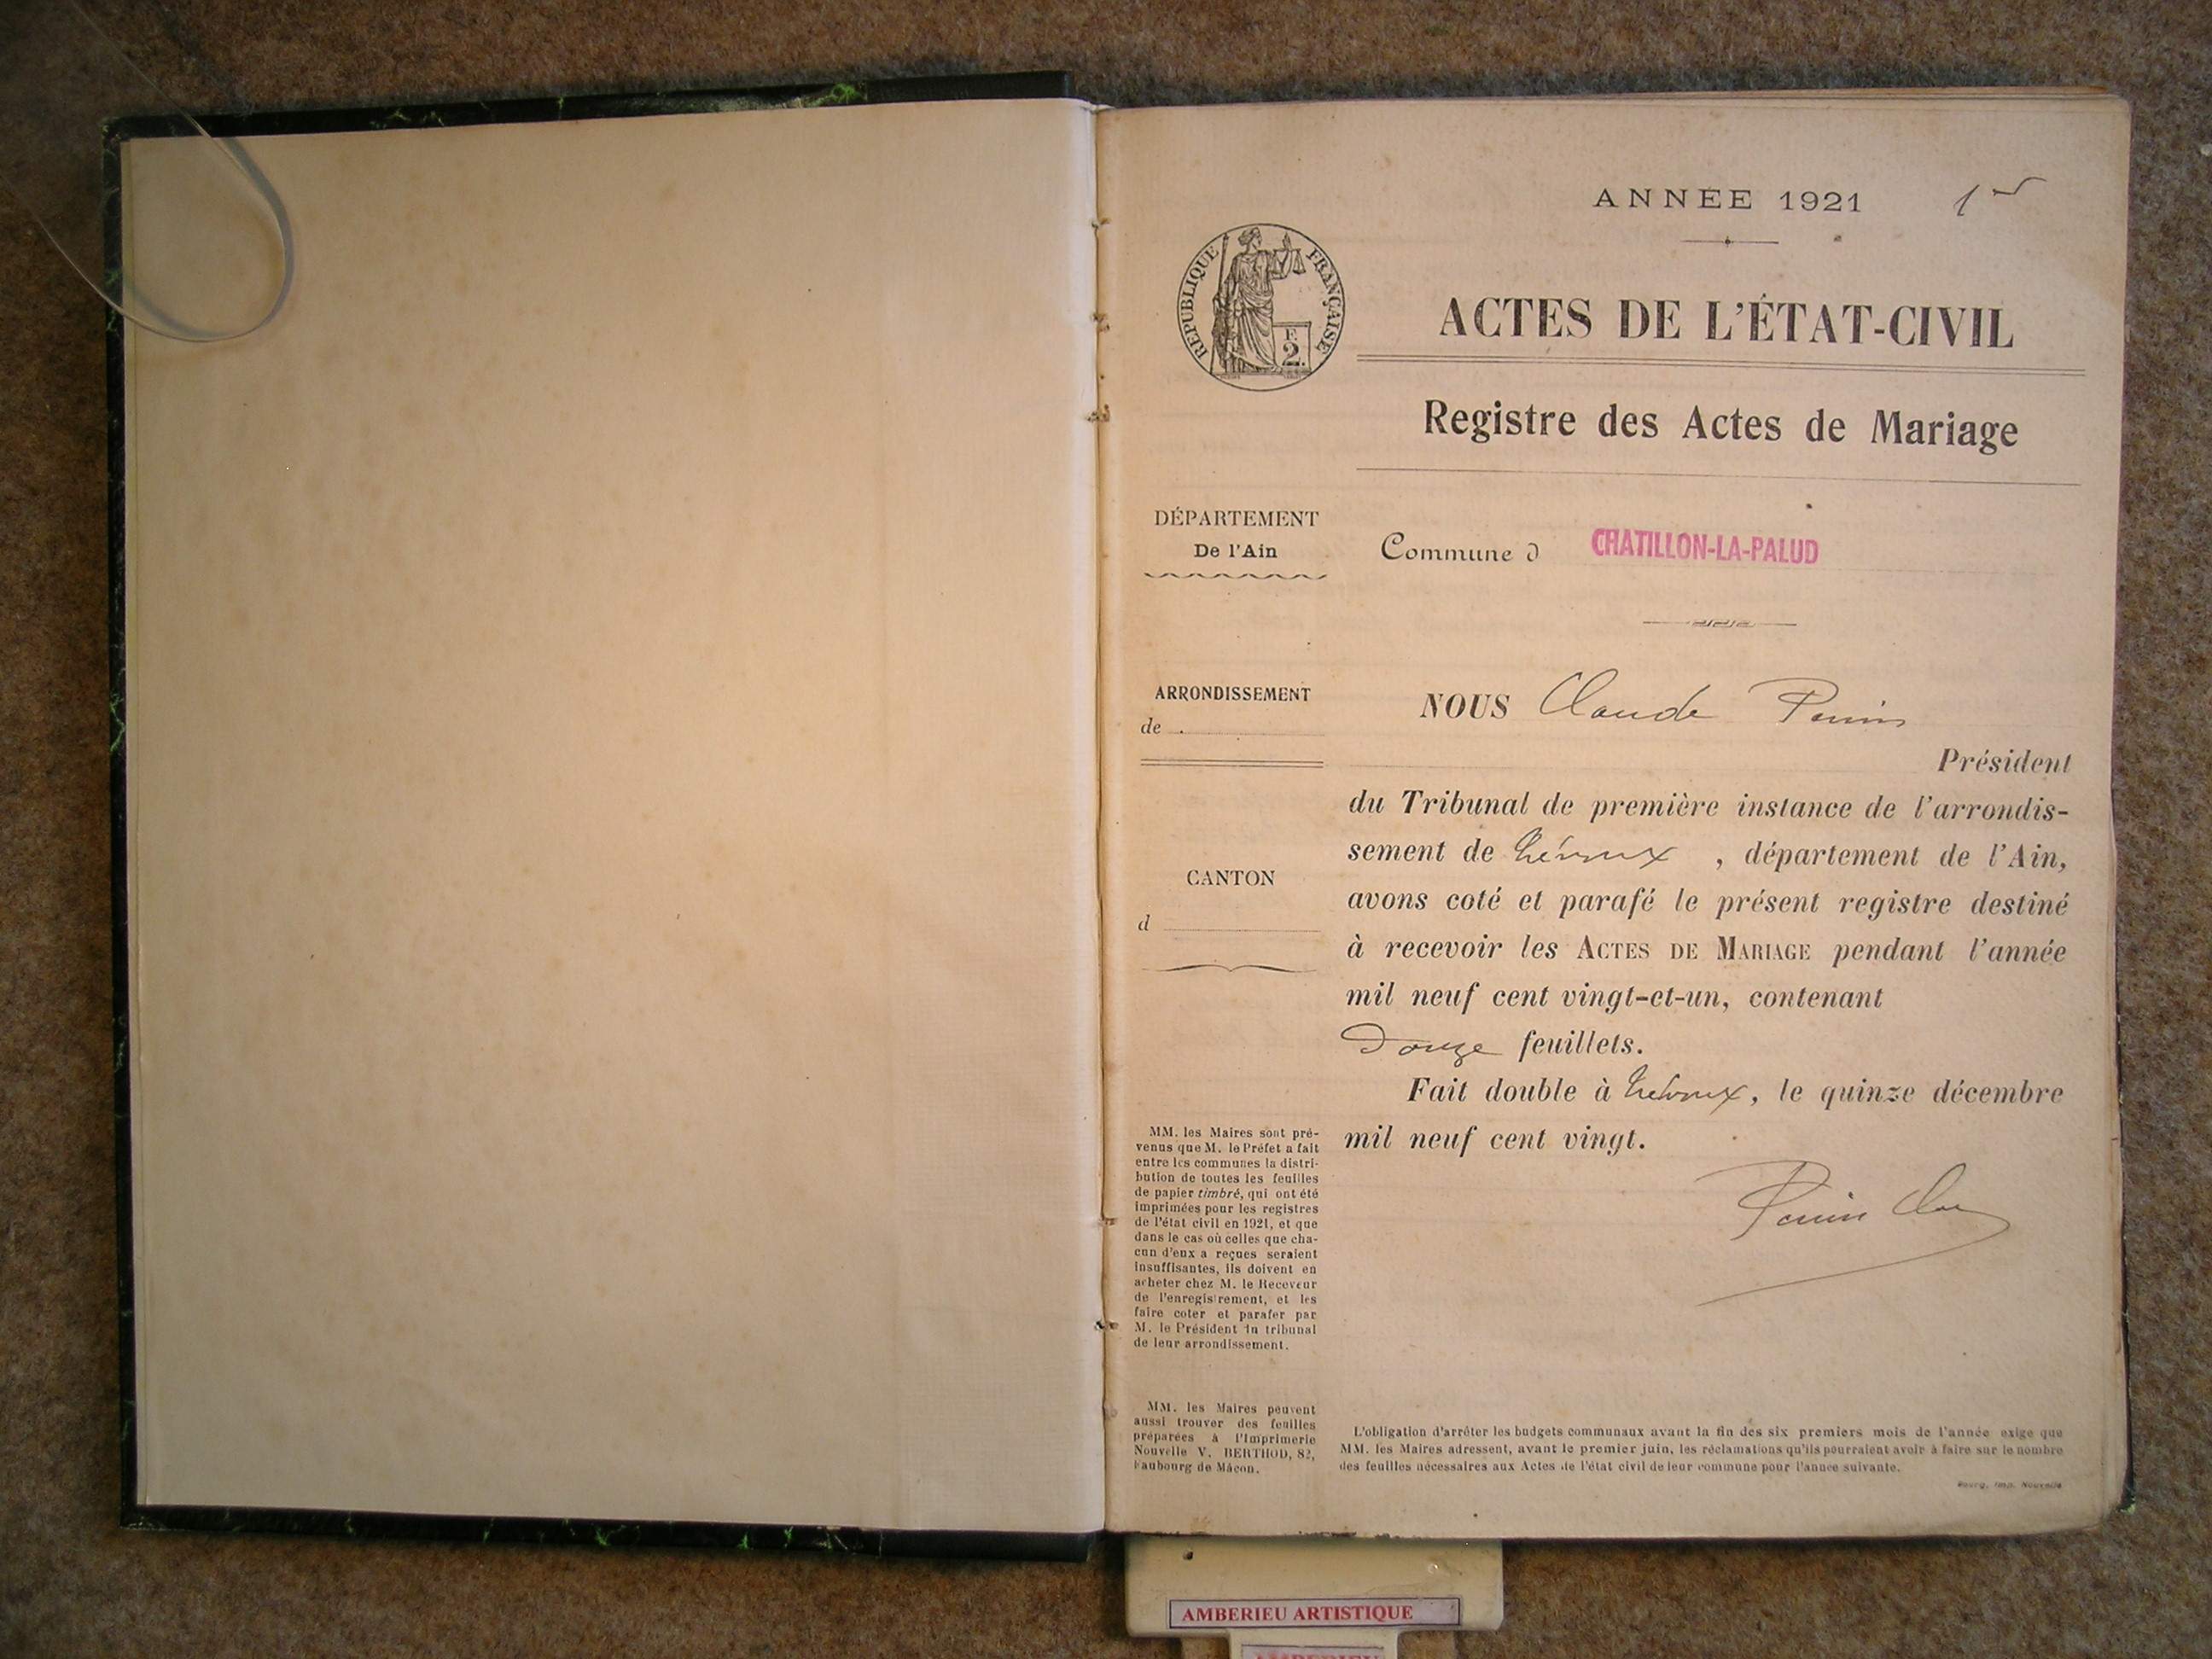 ANNÉE 1921
RÉPUBLIQUE FRANÇAISE
F
2.
ACTES DE L'ÉTAT-CIVIL
Registre des Actes de Mariage
DÉPARTEMENT
De l'Ain
Commune d CHATILLON-LA-PALUD
ARRONDISSEMENT
de
CANTON
d
NOUS Claude
Président
du Tribunal de première instance de l'arrondis-
sement de Trévoux, département de l'Ain,
avons coté et parafé le présent registre destiné
à recevoir les ACTES DE MARIAGE pendant l'année
mil neuf cent vingt-et-un, contenant
Douze feuillets.
Fait double à Trévoux, le quinze décembre
mil neuf cent vingt.
MM. les Maires sont pré-
venus que M. le Préfet a fait
entre les communes la distri-
bution de toutes les feuilles
de papier timbré, qui ont été
imprimées pour les registres
de l'état civil en 1921, et que
dans le cas où celles que cha-
cun d'eux a reçues seraient
insuffisantes, ils doivent en
acheter chez M. le Receveur
de l'enregistrement, et les
faire coter et parafer par
M. le Président du tribunal
de leur arrondissement.
MM. les Maires peuvent
aussi trouver des feuilles
préparées à l'Imprimerie
Nouvelle V. BERTHOD, 82,
Faubourg de Mâcon.
L'obligation d'arrêter les budgets communaux avant la fin des six premiers mois de l'année exige que
MM. les Maires adressent, avant le premier juin, les réclamations qu'ils pourraient avoir à faire sur le nombre
des feuilles nécessaires aux Actes de l'état civil de leur commune pour l'année suivante.
Bourg, Imp. Nouvelle
AMBERIEU ARTISTIQUE
AMBERIEU